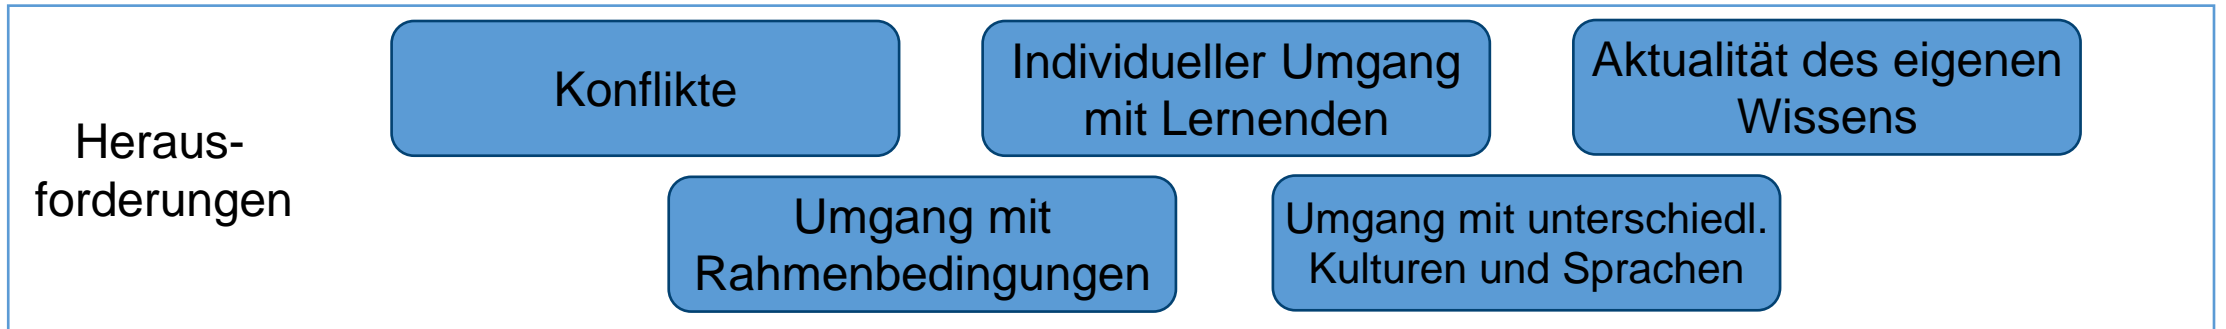 Heraus-
forderungen
Konflikte
Individueller Umgang
mit Lernenden
Aktualität des eigenen
Wissens
Umgang mit
Rahmenbedingungen
Umgang mit unterschiedl.
Kulturen und Sprachen